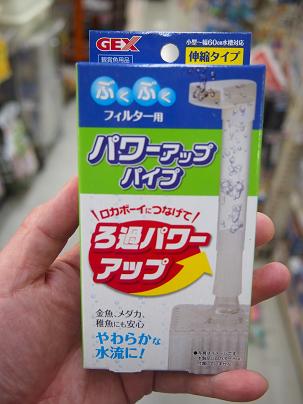 GEX
観賞魚用品
小型〜幅60cm水槽対応
伸縮タイプ
ぶくぶく
フィルター用
パワーアップ
パイプ
ロカボーイにつなげて
ろ過パワー
アップ
金魚、メダカ、
稚魚にも安心
やわらかな
水流に!